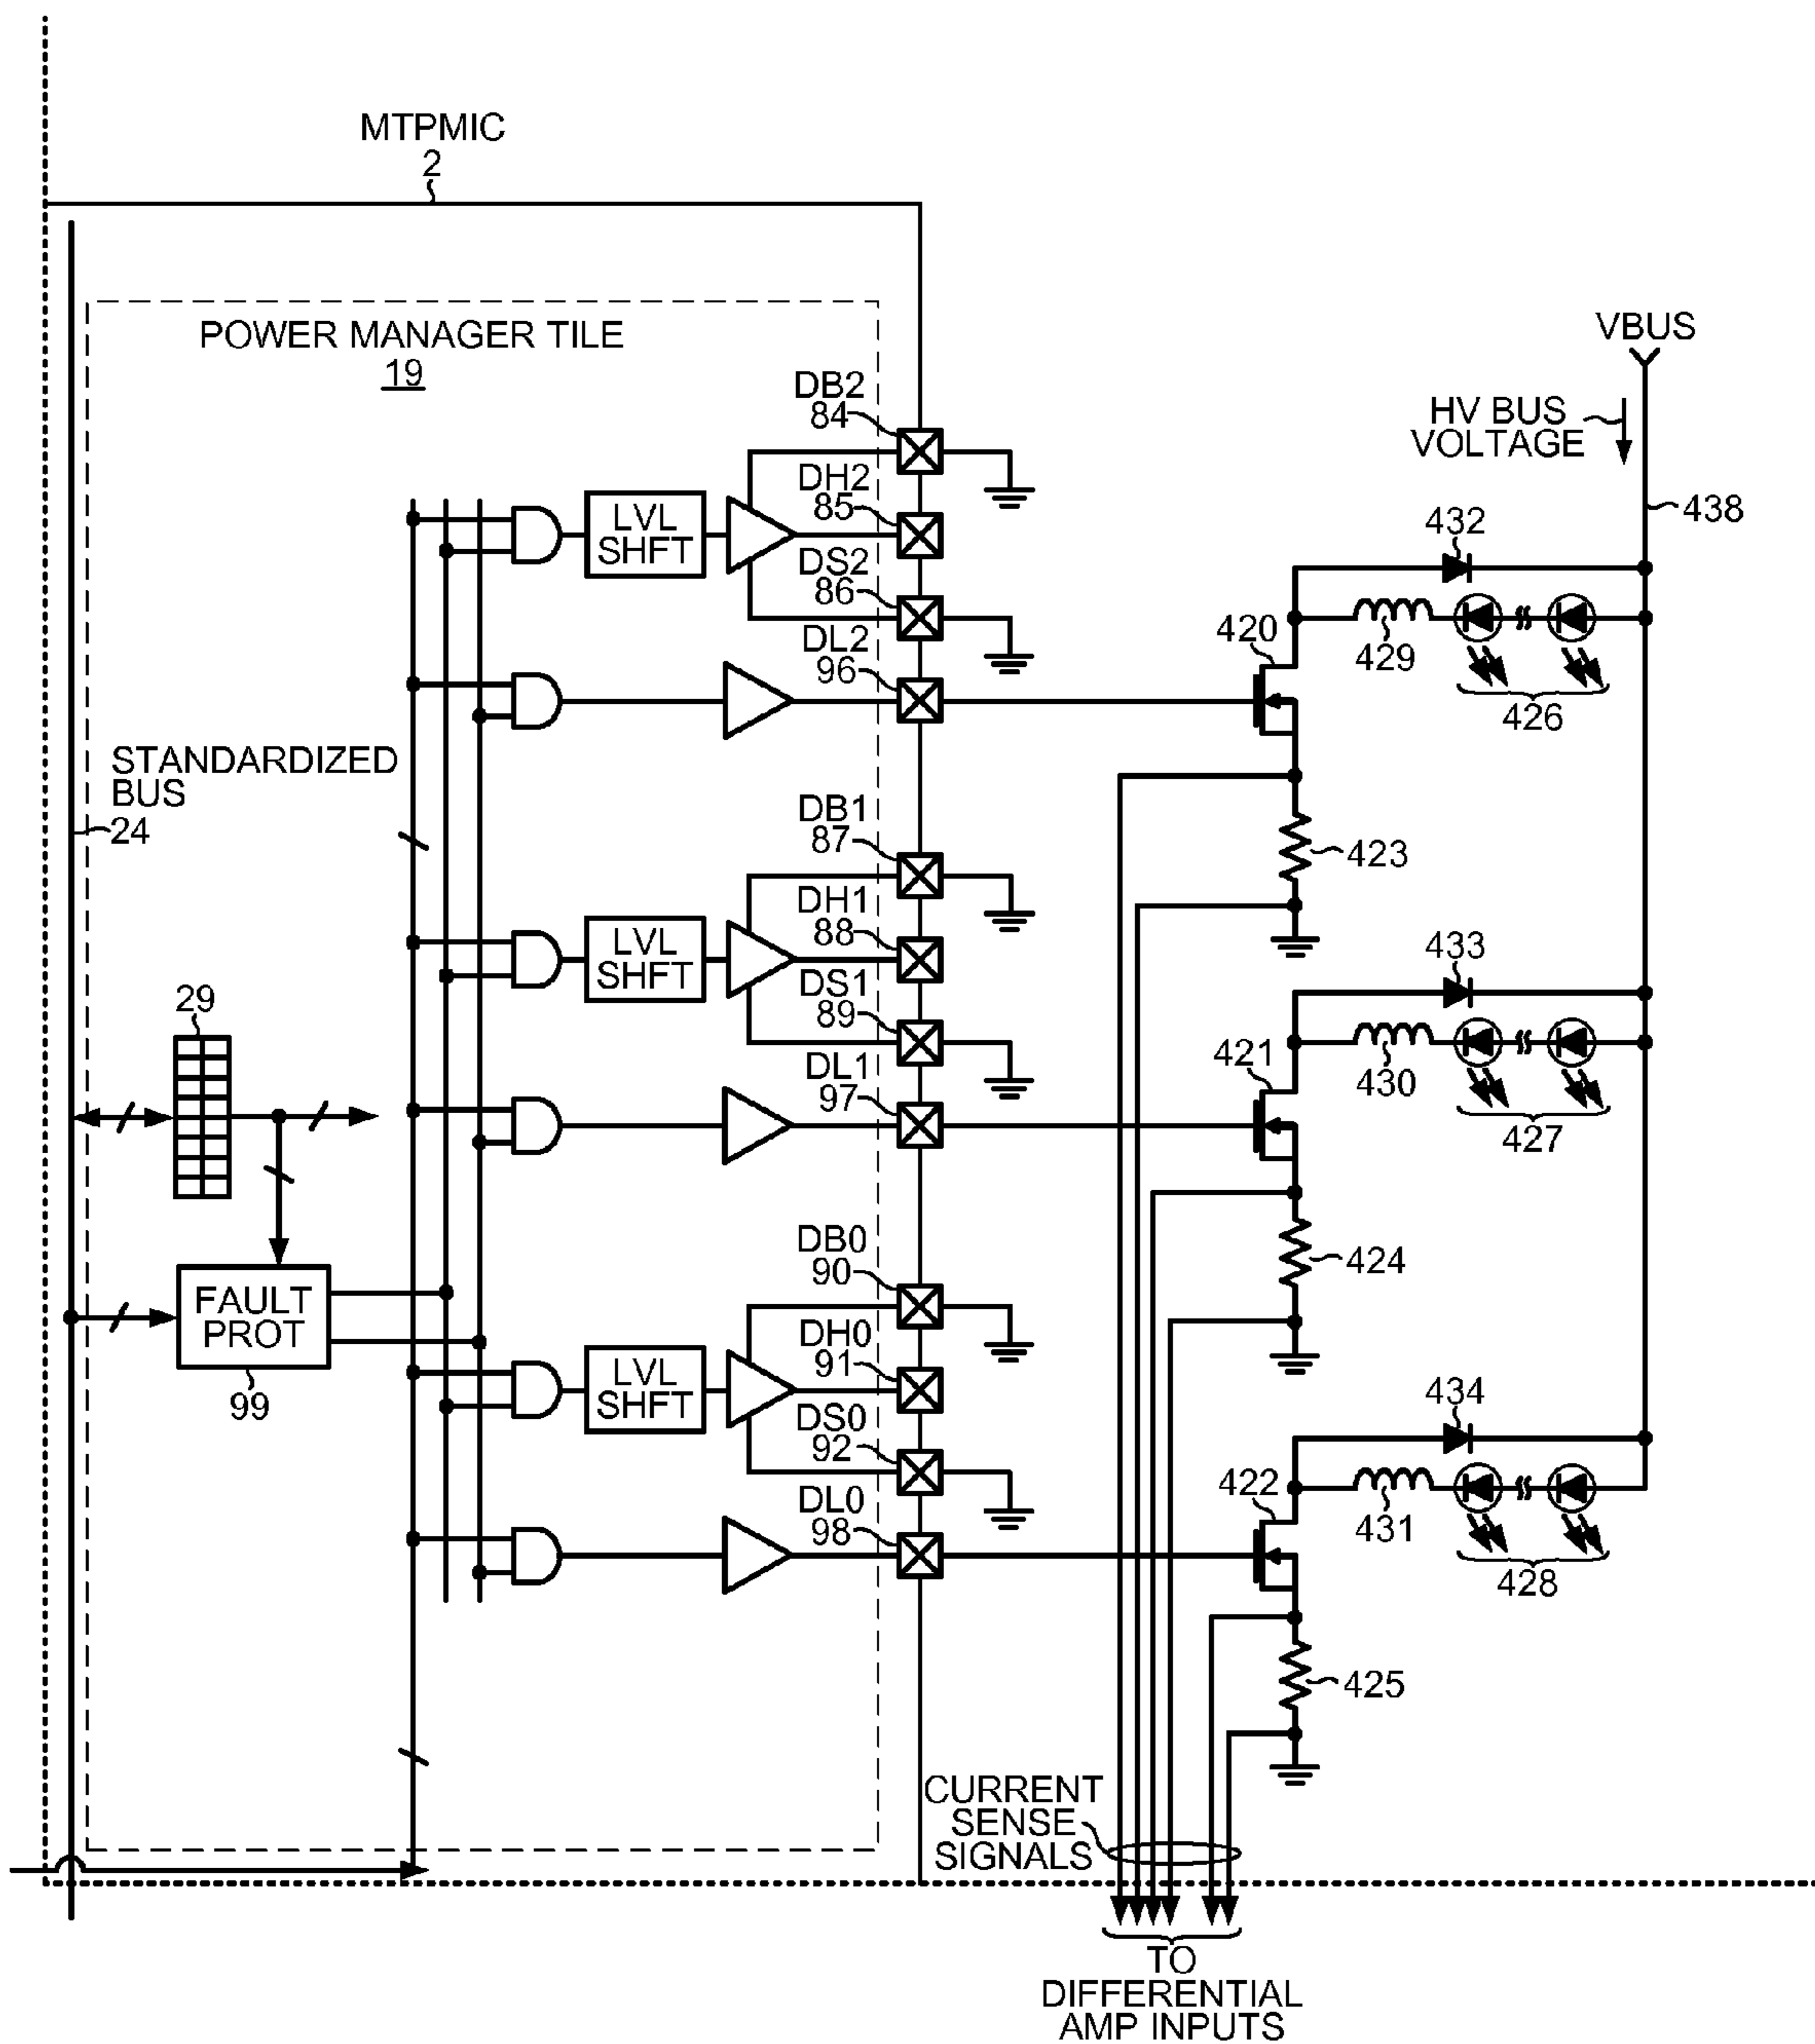 MTPMIC
2
POWER MANAGER TILE
19
VBUS
HV BUS
VOLTAGE
438
DB2
84
DH2
85
DS2
86
DL2
96
LVL
SHFT
432
429
426
420
423
STANDARDIZED
BUS
24
DB1
87
DH1
88
DS1
89
DL1
97
LVL
SHFT
433
430
427
421
424
29
FAULT
PROT
99
DB0
90
DH0
91
DS0
92
DL0
98
LVL
SHFT
434
431
428
422
425
CURRENT
SENSE
SIGNALS
TO
DIFFERENTIAL
AMP INPUTS